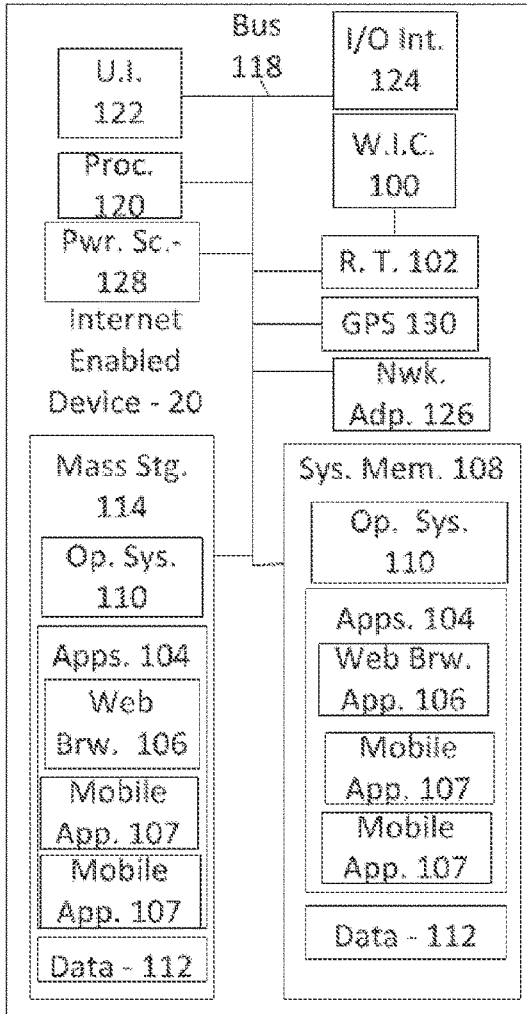 Bus
118
U.I.
122
I/O Int.
124
Proc.
120
W.I.C.
100
Pwr. Sc.-
128
R. T. 102
GPS 130
Internet
Enabled
Device - 20
Nwk.
Adp. 126
Mass Stg.
114
Op. Sys.
110
Apps. 104
Web
Brw. 106
Mobile
App. 107
Mobile
App. 107
Data - 112
Sys. Mem. 108
Op. Sys.
110
Apps. 104
Web Brw.
App. 106
Mobile
App. 107
Mobile
App. 107
Data - 112